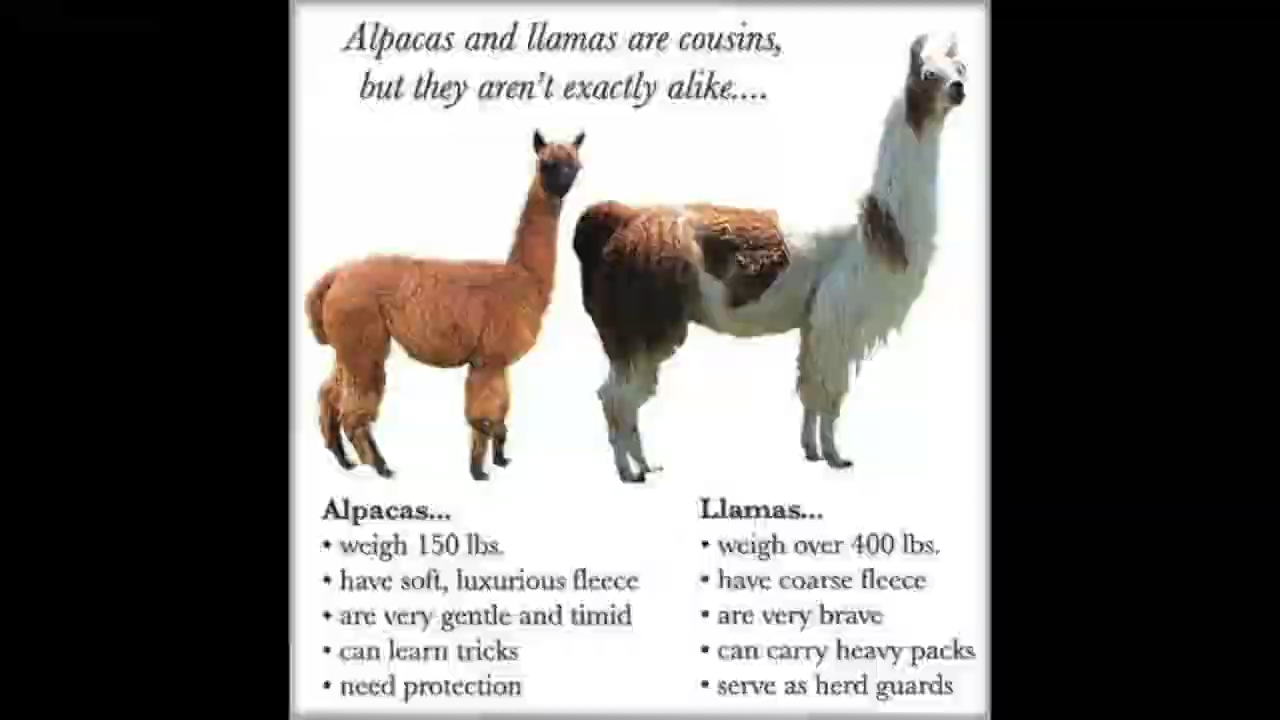 Alpacas and llamas are cousins,
but they aren't exactly alike....
Alpacas...
• weigh 150 lbs.
• have soft, luxurious fleece
• are very gentle and timid
• can learn tricks
• need protection
Llamas...
• weigh over 400 lbs.
• have coarse fleece
• are very brave
• can carry heavy packs
• serve as herd guards